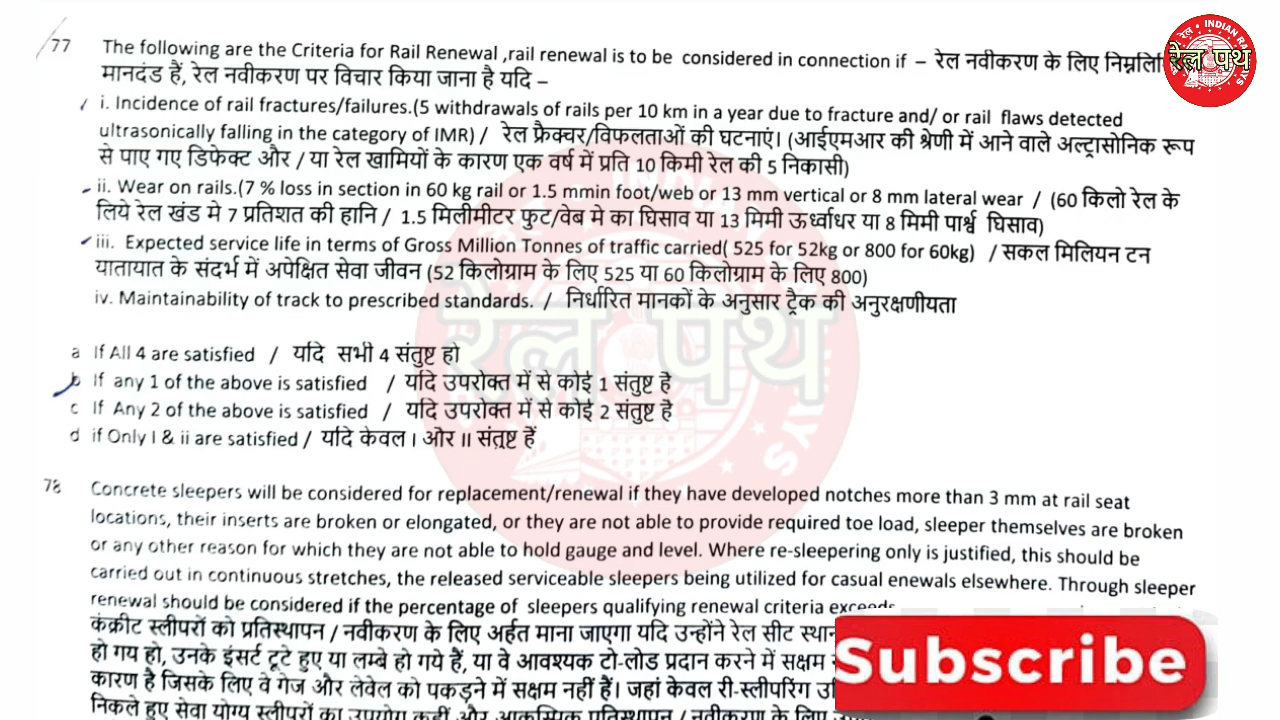 INDIAN RA
रेल पथ
77 The following are the Criteria for Rail Renewal ,rail renewal is to be considered in connection if – रेल नवीकरण के लिए
मानदंड हैं, रेल नवीकरण पर विचार किया जाना है यदि –
i. Incidence of rail fractures/failures.(5 withdrawals of rails per 10 km in a year due to fracture and/ or rail flaws detected
ultrasonically falling in the category of IMR) / रेल फ्रैक्चर/विफलताओं की घटनाएं। (आईएमआर की श्रेणी में आने वाले अल्ट्रासोनिक रूप
से पाए गए डिफेक्ट और / या रेल खामियों के कारण एक वर्ष में प्रति 10 किमी रेल की 5 निकासी)
ii. Wear on rails.(7 % loss in section in 60 kg rail or 1.5 mmin foot/web or 13 mm vertical or 8 mm lateral wear / (60 किलो रेल के
लिये रेल खंड मे 7 प्रतिशत की हानि / 1.5 मिलीमीटर फुट/वेब मे का घिसाव या 13 मिमी ऊर्ध्वाधर या 8 मिमी पार्श्व घिसाव)
iii. Expected service life in terms of Gross Million Tonnes of traffic carried( 525 for 52kg or 800 for 60kg) / सकल मिलियन टन
यातायात के संदर्भ में अपेक्षित सेवा जीवन (52 किलोग्राम के लिए 525 या 60 किलोग्राम के लिए 800)
iv. Maintainability of track to prescribed standards. / निर्धारित मानकों के अनुसार ट्रैक की अनुरक्षणीयता
a If All 4 are satisfied / यदि सभी 4 संतुष्ट हो
b If any 1 of the above is satisfied / यदि उपरोक्त में से कोई 1 संतुष्ट है
c If Any 2 of the above is satisfied / यदि उपरोक्त में से कोई 2 संतुष्ट है
d if Only I & ii are satisfied / यदि केवल I और II संतुष्ट हैं
78 Concrete sleepers will be considered for replacement/renewal if they have developed notches more than 3 mm at rail seat
locations, their inserts are broken or elongated, or they are not able to provide required toe load, sleeper themselves are broken
or any other reason for which they are not able to hold gauge and level. Where re-sleepering only is justified, this should be
carried out in continuous stretches, the released serviceable sleepers being utilized for casual enewals elsewhere. Through sleeper
renewal should be considered if the percentage of sleepers qualifying renewal criteria exceeds
कंक्रीट स्लीपरों को प्रतिस्थापन / नवीकरण के लिए अर्हत माना जाएगा यदि उन्होंने रेल सीट
हो गय हो, उनके इंसर्ट टूटे हुए या लम्बे हो गये हैं, या वे आवश्यक टो-लोड प्रदान करने में सक्षम
कारण है जिसके लिए वे गेज और लेवेल को पकड़ने में सक्षम नहीं हैं। जहां केवल री-स्लीपरिंग
निकले हुए सेवा योग्य स्लीपरों का उपयोग कहीं और आकस्मिक प्रतिस्थापन / नवीकरण के लिए
Subscribe